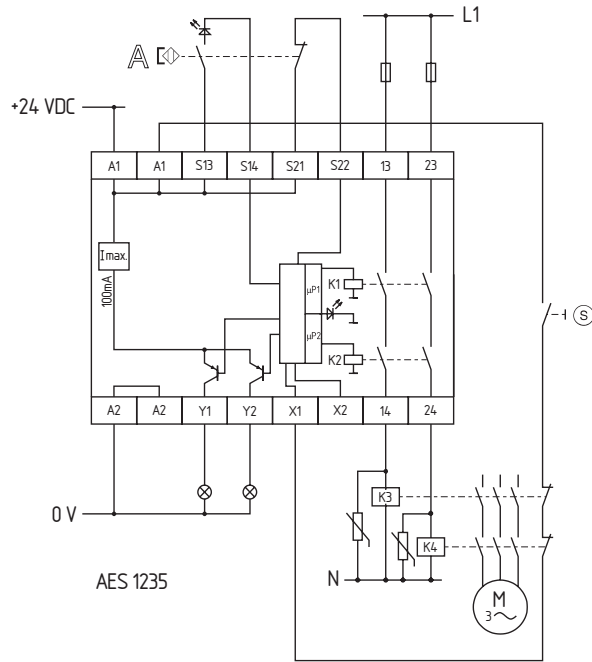 L1
A
+24 VDC
A1 A1 S13 S14 S21 S22 13 23
Imax.
100mA
µP1
K1
S
µP2
K2
A2 A2 Y1 Y2 X1 X2 14 24
K3
0 V
K4
AES 1235
N
M
3~